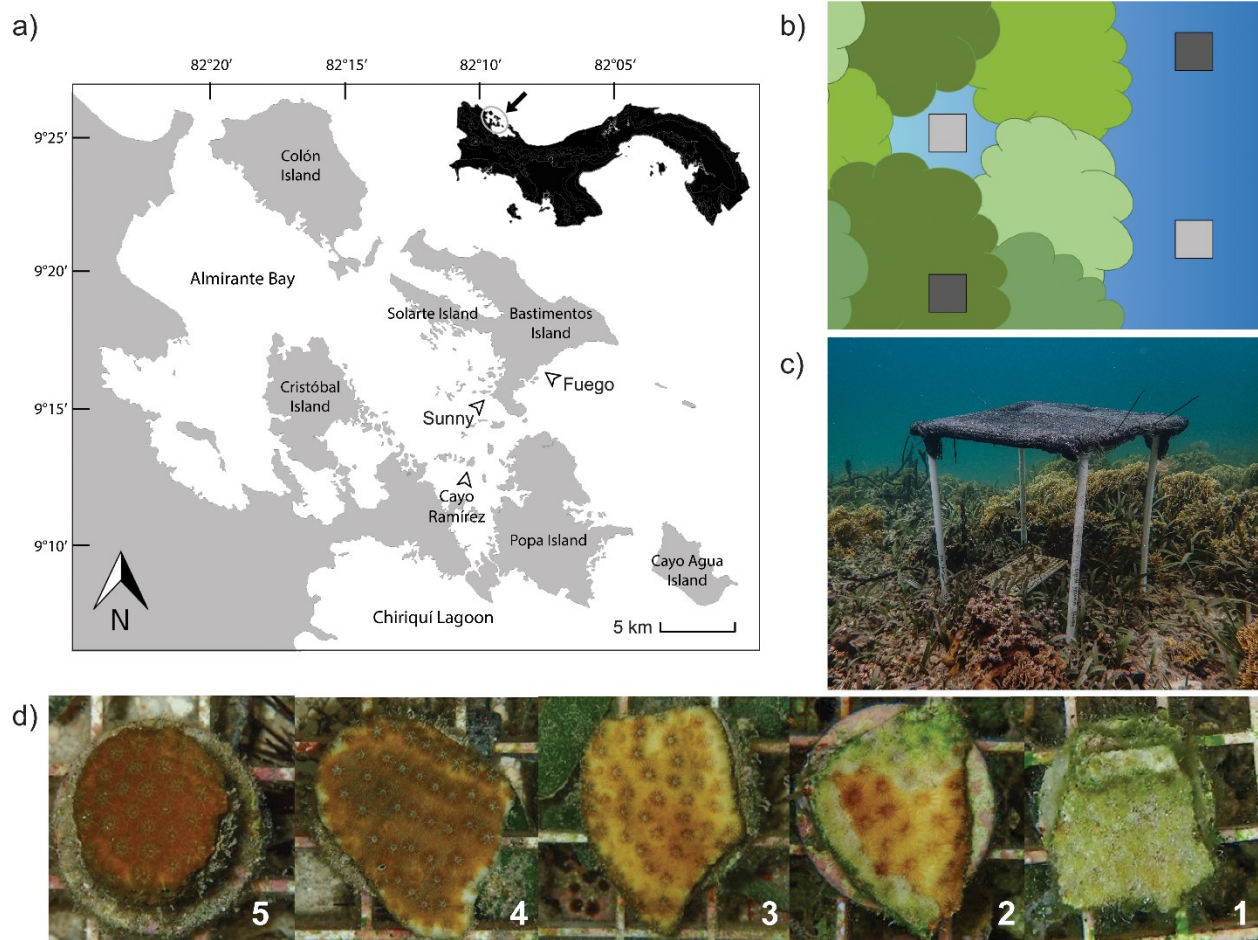 a)
82°20′ 82°15′ 82°10′ 82°05′
9°25′
9°20′
9°15′
9°10′
Colón
Island
Almirante Bay
Solarte Island
Bastimentos
Island
Cristóbal
Island
Fuego
Sunny
Cayo
Ramírez
Popa Island
Cayo Agua
Island
Chiriquí Lagoon
N
5 km
b)
c)
d)
5
4
3
2
1